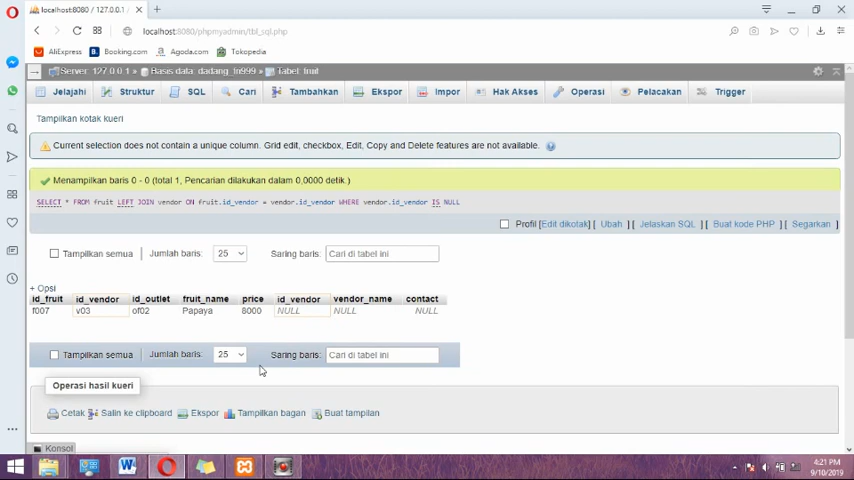 localhost:8080 / 127.0.0.1
localhost:8080/phpmyadmin/tbl_sql.php
AliExpress Booking.com Agoda.com Tokopedia
Server: 127.0.0.1 » Basis data: dadang_ln999 » Tabel: fruit
Jelajahi Struktur SQL Cari Tambahkan Ekspor Impor Hak Akses Operasi Pelacakan Trigger
Tampilkan kotak kueri
Current selection does not contain a unique column. Grid edit, checkbox, Edit, Copy and Delete features are not available.
Menampilkan baris 0 - 0 (total 1, Pencarian dilakukan dalam 0,0000 detik.)
SELECT * FROM fruit LEFT JOIN vendor ON fruit.id_vendor = vendor.id_vendor WHERE vendor.id_vendor IS NULL
Profil [Edit dikotak] [ Ubah ] [ Jelaskan SQL ] [ Buat kode PHP ] [ Segarkan ]
Tampilkan semua Jumlah baris: 25 Saring baris: Cari di tabel ini
+ Opsi
id_fruit id_vendor id_outlet fruit_name price id_vendor vendor_name contact
f007 v03 of02 Papaya 8000 NULL NULL NULL
Tampilkan semua Jumlah baris: 25 Saring baris: Cari di tabel ini
Operasi hasil kueri
Cetak Salin ke clipboard Ekspor Tampilkan bagan Buat tampilan
Konsol
4:21 PM
9/10/2019